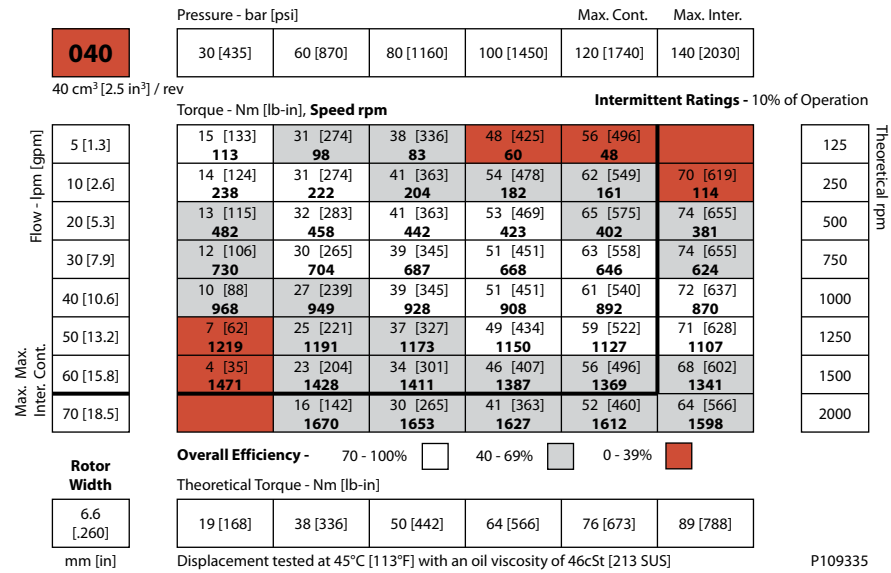 Pressure - bar [psi] Max. Cont. Max. Inter.
040 30 [435] 60 [870] 80 [1160] 100 [1450] 120 [1740] 140 [2030]
40 cm³ [2.5 in³] / rev
Torque - Nm [lb-in], Speed rpm Intermittent Ratings - 10% of Operation
Flow - lpm [gpm]
Max. Max.
Inter. Cont.
Theoretical rpm
5 [1.3] 15 [133] 31 [274] 38 [336] 48 [425] 56 [496] 125
113 98 83 60 48
10 [2.6] 14 [124] 31 [274] 41 [363] 54 [478] 62 [549] 70 [619] 250
238 222 204 182 161 114
20 [5.3] 13 [115] 32 [283] 41 [363] 53 [469] 65 [575] 74 [655] 500
482 458 442 423 402 381
30 [7.9] 12 [106] 30 [265] 39 [345] 51 [451] 63 [558] 74 [655] 750
730 704 687 668 646 624
40 [10.6] 10 [88] 27 [239] 39 [345] 51 [451] 61 [540] 72 [637] 1000
968 949 928 908 892 870
50 [13.2] 7 [62] 25 [221] 37 [327] 49 [434] 59 [522] 71 [628] 1250
1219 1191 1173 1150 1127 1107
60 [15.8] 4 [35] 23 [204] 34 [301] 46 [407] 56 [496] 68 [602] 1500
1471 1428 1411 1387 1369 1341
70 [18.5] 16 [142] 30 [265] 41 [363] 52 [460] 64 [566] 2000
1670 1653 1627 1612 1598
Overall Efficiency - 70 - 100% 40 - 69% 0 - 39%
Rotor
Width
Theoretical Torque - Nm [lb-in]
6.6
[.260]
19 [168] 38 [336] 50 [442] 64 [566] 76 [673] 89 [788]
mm [in] Displacement tested at 45°C [113°F] with an oil viscosity of 46cSt [213 SUS] P109335